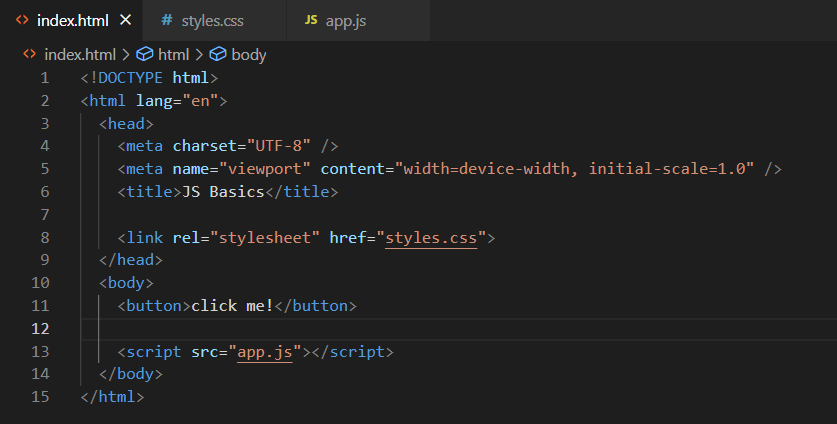 index.html styles.css JS app.js
index.html > html > body
1 <!DOCTYPE html>
2 <html lang="en">
3 <head>
4 <meta charset="UTF-8" />
5 <meta name="viewport" content="width=device-width, initial-scale=1.0" />
6 <title>JS Basics</title>
7
8 <link rel="stylesheet" href="styles.css">
9 </head>
10 <body>
11 <button>click me!</button>
12
13 <script src="app.js"></script>
14 </body>
15 </html>